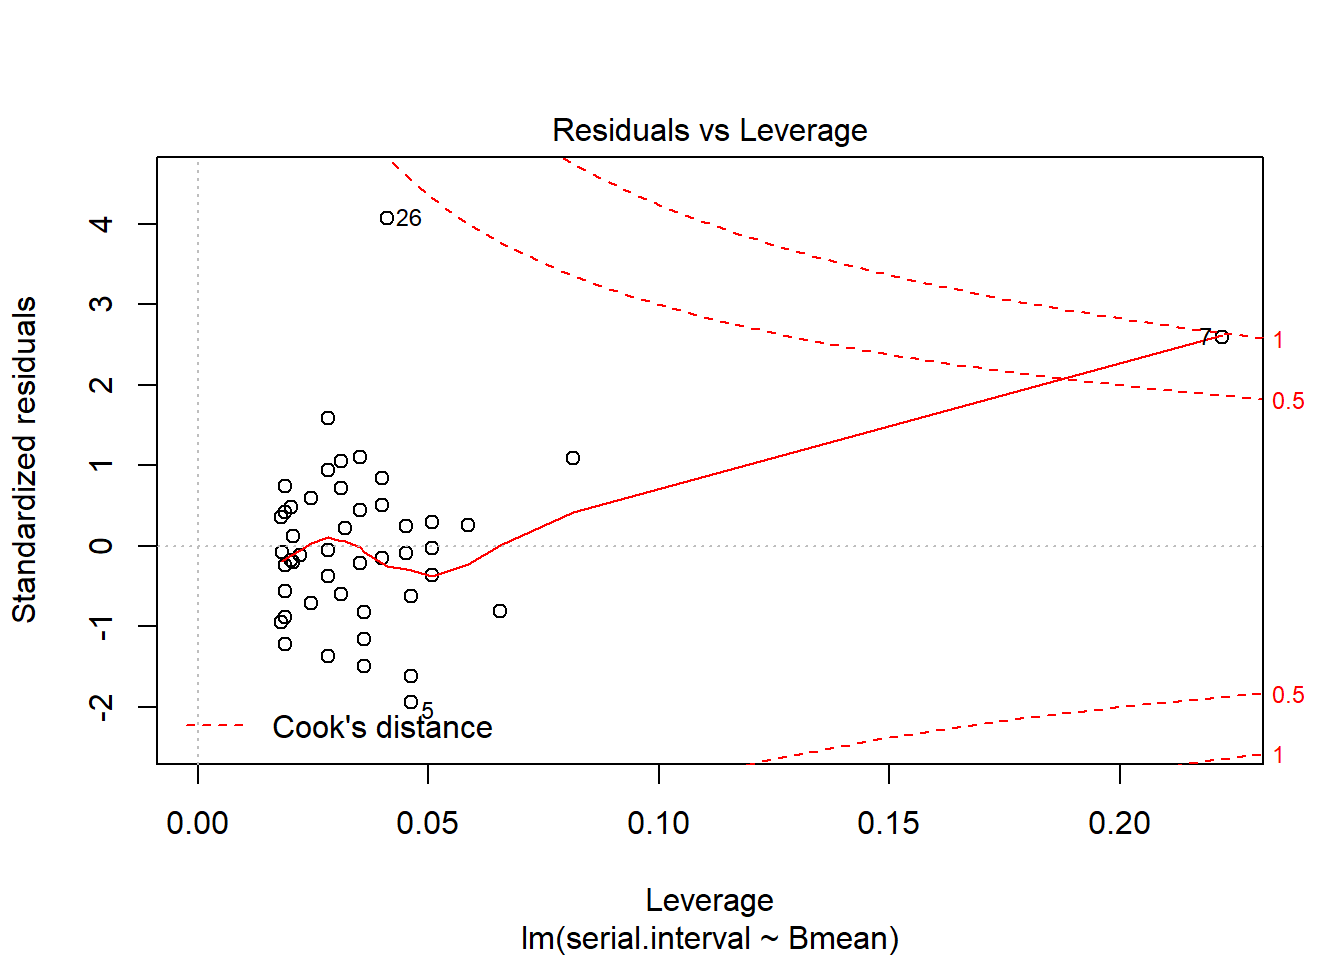 Residuals vs Leverage
Standardized residuals
4
3
2
1
0
-1
-2
26
7
5
1
0.5
0.5
1
Cook's distance
0.00 0.05 0.10 0.15 0.20
Leverage
lm(serial.interval ~ Bmean)